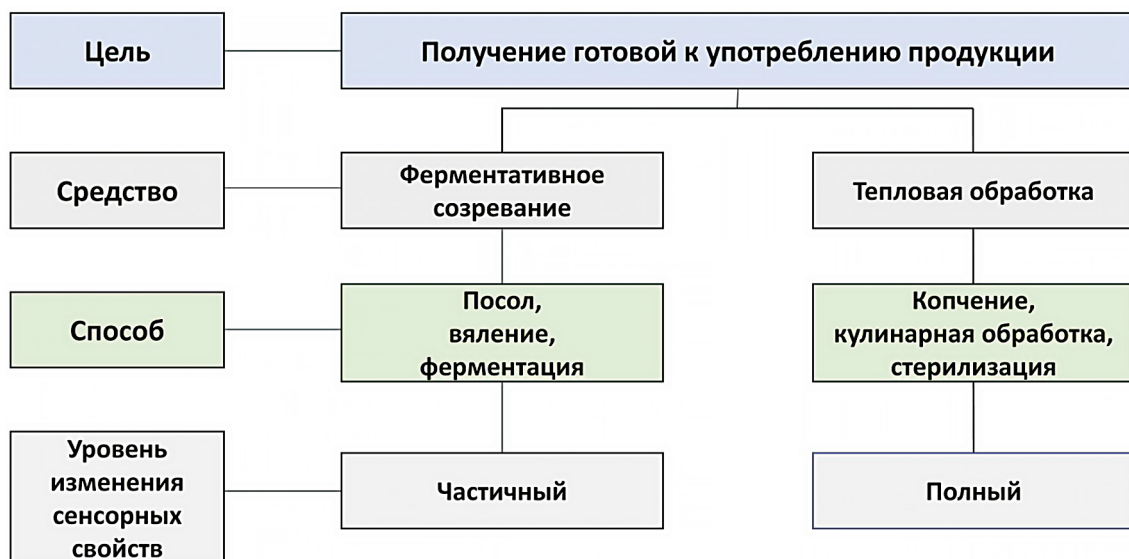 Цель
Получение готовой к употреблению продукции
Средство
Ферментативное
созревание
Тепловая обработка
Способ
Посол,
вяление,
ферментация
Копчение,
кулинарная обработка,
стерилизация
Уровень
изменения
сенсорных
свойств
Частичный
Полный